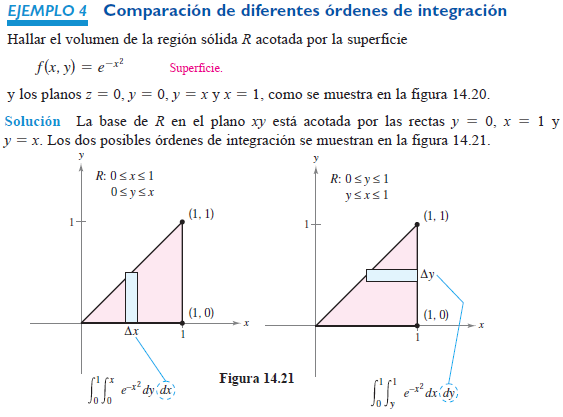 EJEMPLO 4 Comparación de diferentes órdenes de integración
Hallar el volumen de la región sólida R acotada por la superficie
f(x, y) = e^{-x^2} Superficie.
y los planos z = 0, y = 0, y = x y x = 1, como se muestra en la figura 14.20.
Solución La base de R en el plano xy está acotada por las rectas y = 0, x = 1 y
y = x. Los dos posibles órdenes de integración se muestran en la figura 14.21.
y
R: 0 ≤ x ≤ 1
0 ≤ y ≤ x
1
(1, 1)
(1, 0)
x
Δx
1
∫_0^1 ∫_0^x e^{-x^2} dy dx
y
R: 0 ≤ y ≤ 1
y ≤ x ≤ 1
1
(1, 1)
Δy
(1, 0)
x
1
∫_0^1 ∫_y^1 e^{-x^2} dx dy
Figura 14.21